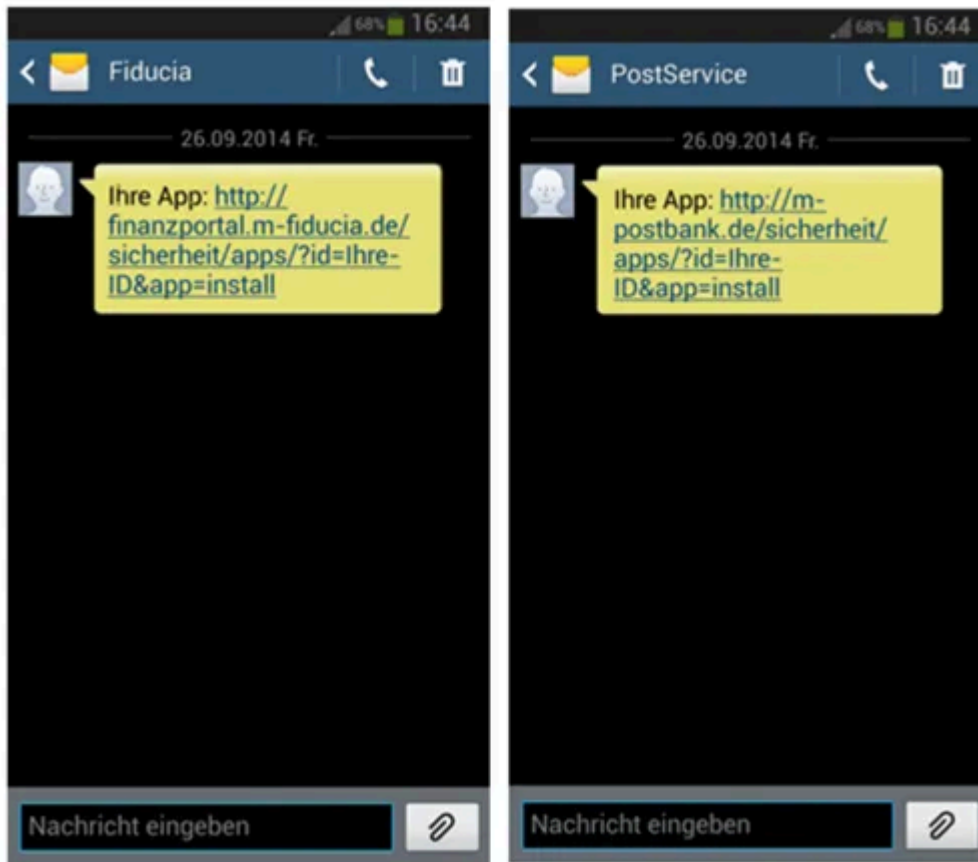 68% 16:44
Fiducia
26.09.2014 Fr.
Ihre App: http://
finanzportal.m-fiducia.de/
sicherheit/apps/?id=Ihre-
ID&app=install
Nachricht eingeben
68% 16:44
PostService
26.09.2014 Fr.
Ihre App: http://m-
postbank.de/sicherheit/
apps/?id=Ihre-
ID&app=install
Nachricht eingeben